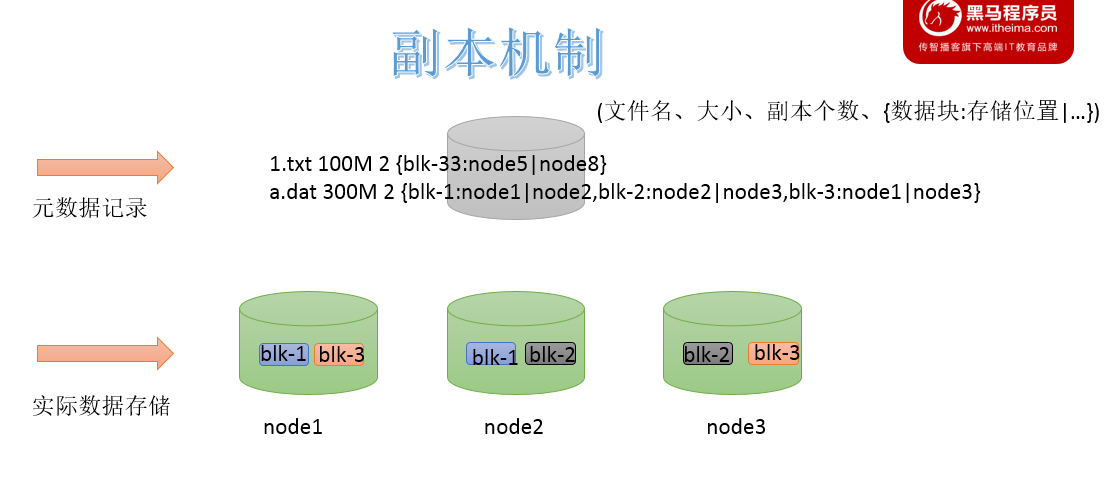 黑马程序员
www.itheima.com
传智播客旗下高端IT教育品牌
副本机制
(文件名、大小、副本个数、{数据块:存储位置|...})
1.txt 100M 2 {blk-33:node5|node8}
a.dat 300M 2 {blk-1:node1|node2,blk-2:node2|node3,blk-3:node1|node3}
元数据记录
blk-1 blk-3 blk-1 blk-2 blk-2 blk-3
实际数据存储
node1 node2 node3